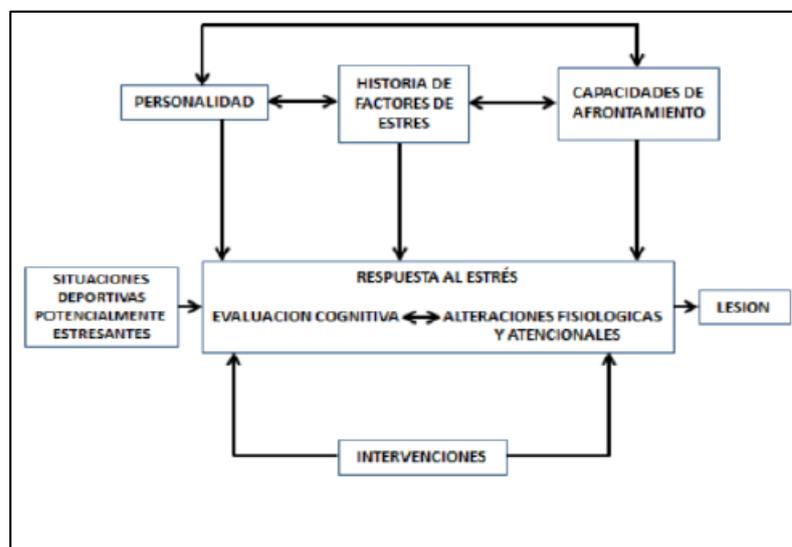 PERSONALIDAD
HISTORIA DE
FACTORES DE
ESTRES
CAPACIDADES DE
AFRONTAMIENTO
SITUACIONES
DEPORTIVAS
POTENCIALMENTE
ESTRESANTES
RESPUESTA AL ESTRÉS
EVALUACION COGNITIVA
ALTERACIONES FISIOLOGICAS
Y ATENCIONALES
LESION
INTERVENCIONES